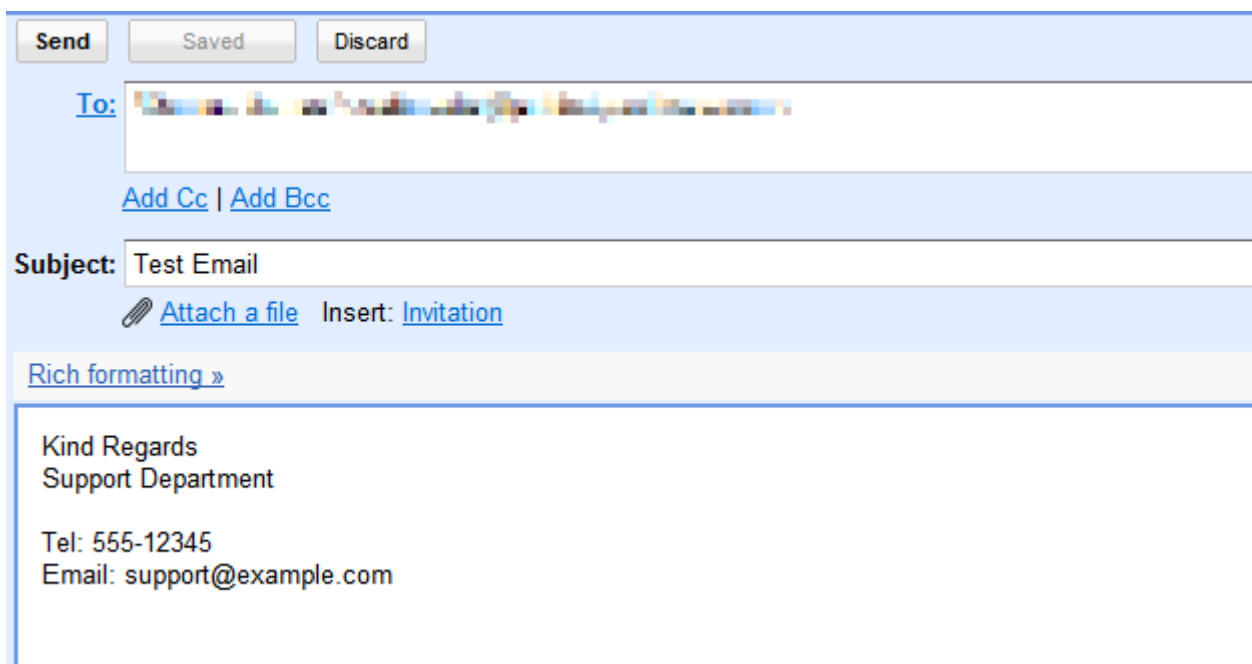 Send Saved Discard
To:
Add Cc | Add Bcc
Subject: Test Email
Attach a file Insert: Invitation
Rich formatting »
Kind Regards
Support Department
Tel: 555-12345
Email: support@example.com